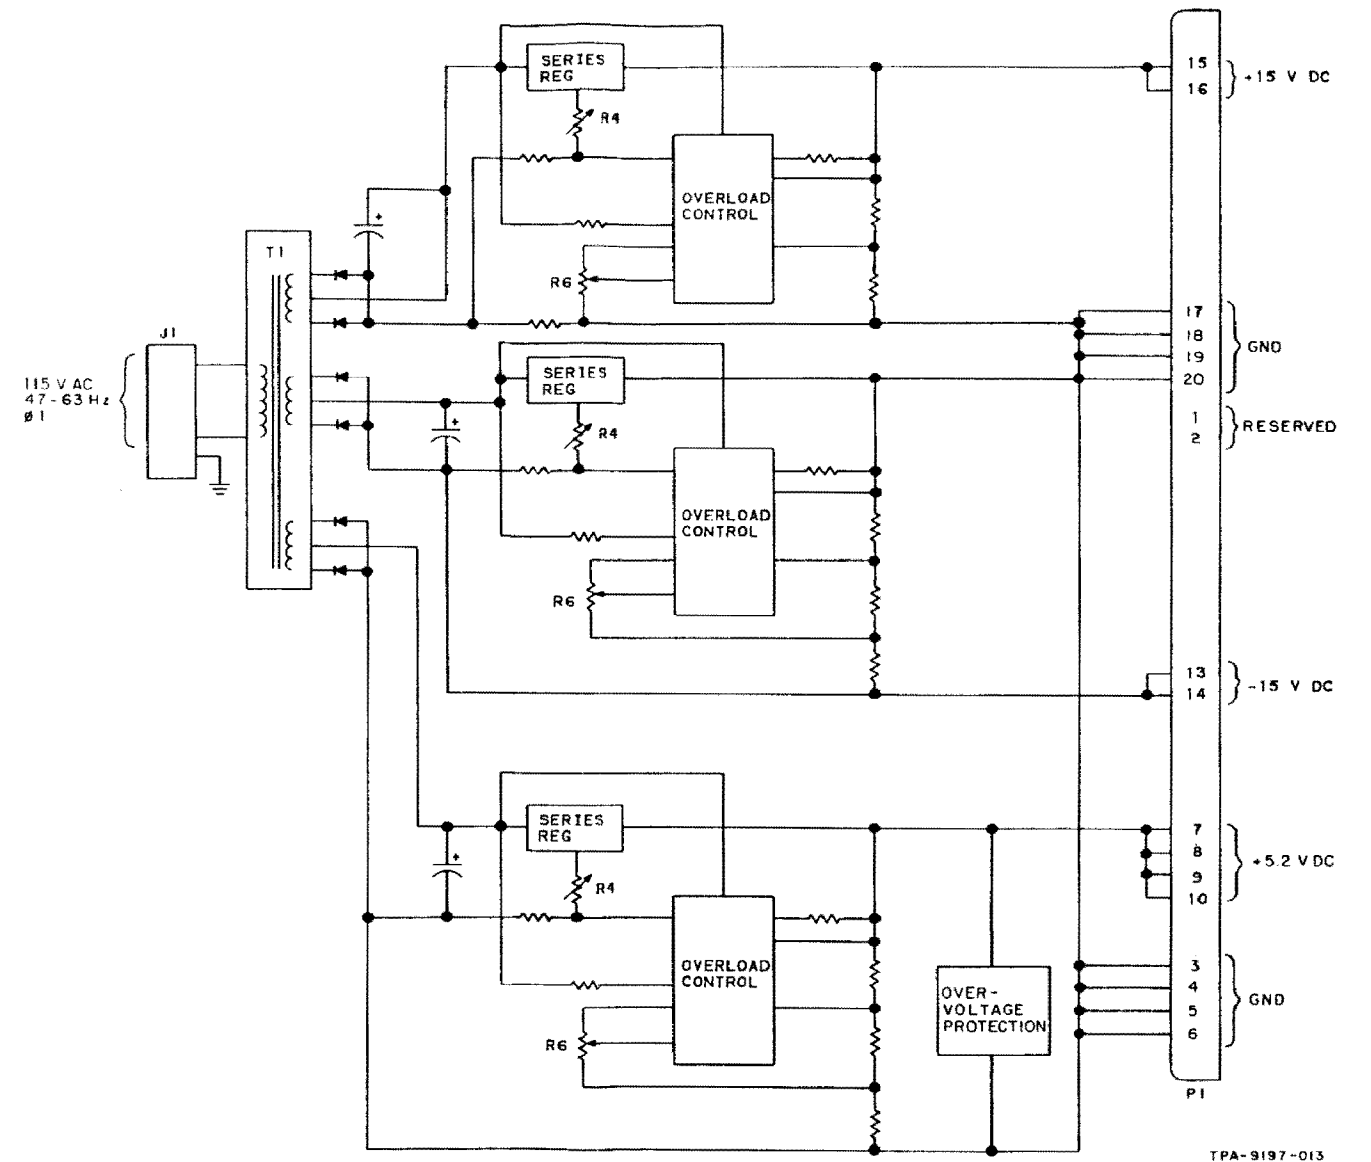 SERIES
REG
R4
OVERLOAD
CONTROL
R6
15
16
+15 V DC
T1
J1
115 V AC
47-63 Hz
ø 1
17
18
19
20
GND
SERIES
REG
R4
OVERLOAD
CONTROL
R6
1
2
RESERVED
13
14
-15 V DC
SERIES
REG
R4
OVERLOAD
CONTROL
R6
7
8
9
10
+5.2 V DC
OVER-
VOLTAGE
PROTECTION
3
4
5
6
GND
P1
TPA-9197-013